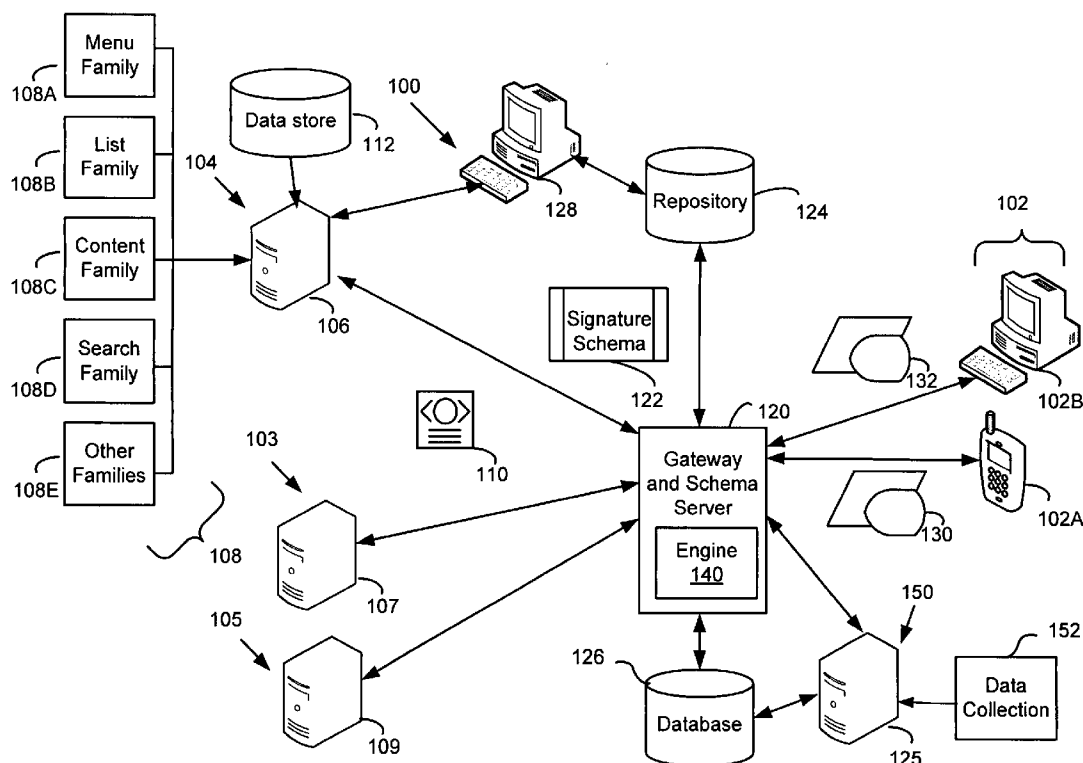 Menu
Family
108A
List
Family
108B
Content
Family
108C
Search
Family
108D
Other
Families
108E
108
Data store
112
104
106
100
128
Repository
124
102
Signature
Schema
122
132
102B
110
120
Gateway
and Schema
Server
Engine
140
130
102A
103
107
105
109
126
Database
150
125
152
Data
Collection